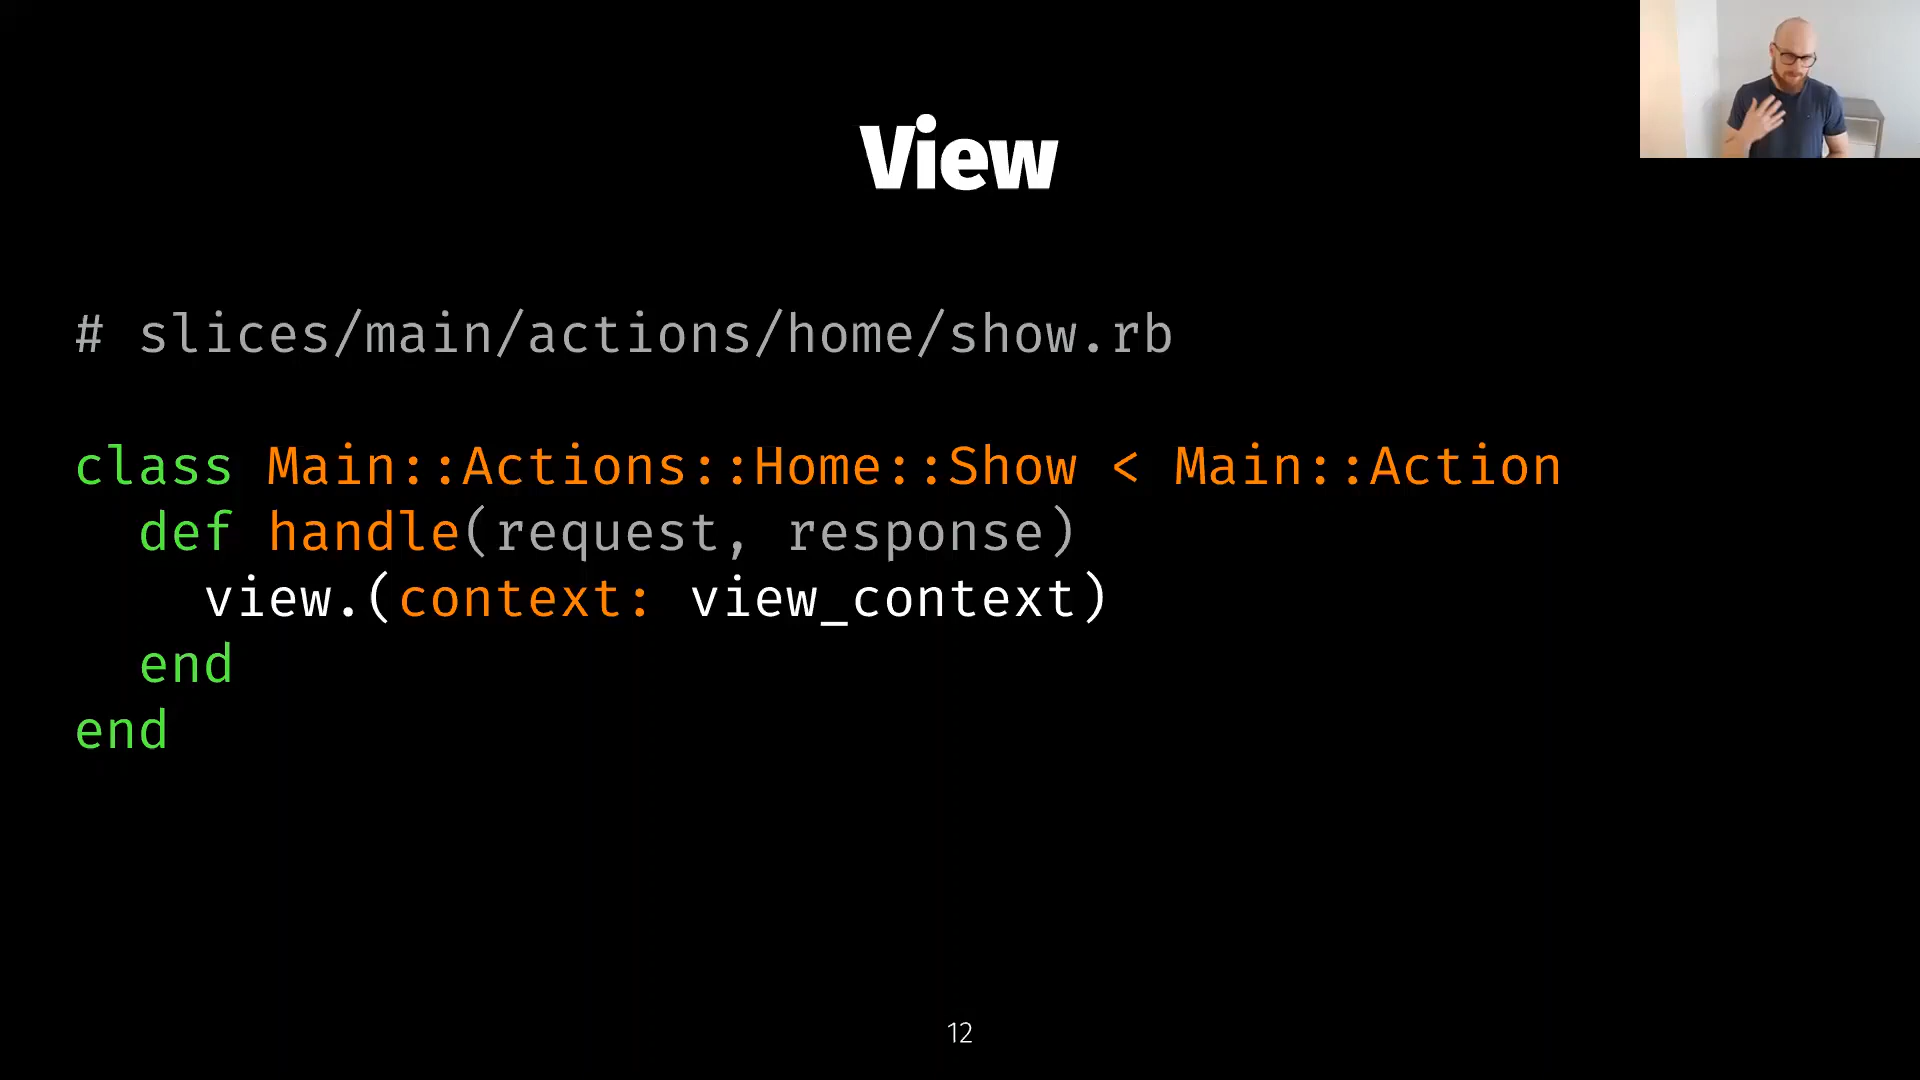 View
# slices/main/actions/home/show.rb
class Main::Actions::Home::Show < Main::Action
def handle(request, response)
view.(context: view_context)
end
end
12